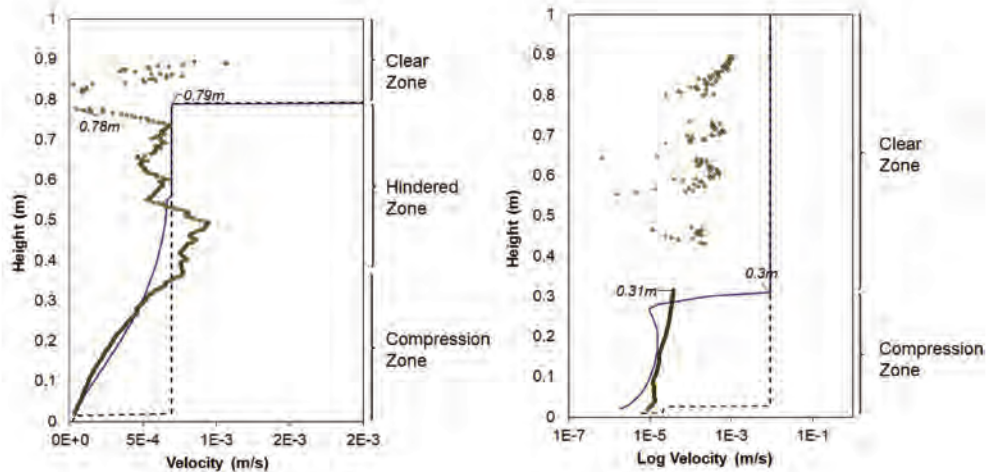 1
0.9
0.8
0.7
0.6
0.5
0.4
0.3
0.2
0.1
0
Height (m)
0.79m
0.78m
Clear
Zone
Hindered
Zone
Compression
Zone
0E+0 5E-4 1E-3 2E-3 2E-3
Velocity (m/s)
1
0.9
0.8
0.7
0.6
0.5
0.4
0.3
0.2
0.1
0
Height (m)
0.3m
0.31m
Clear
Zone
Compression
Zone
1E-7 1E-5 1E-3 1E-1
Log Velocity (m/s)